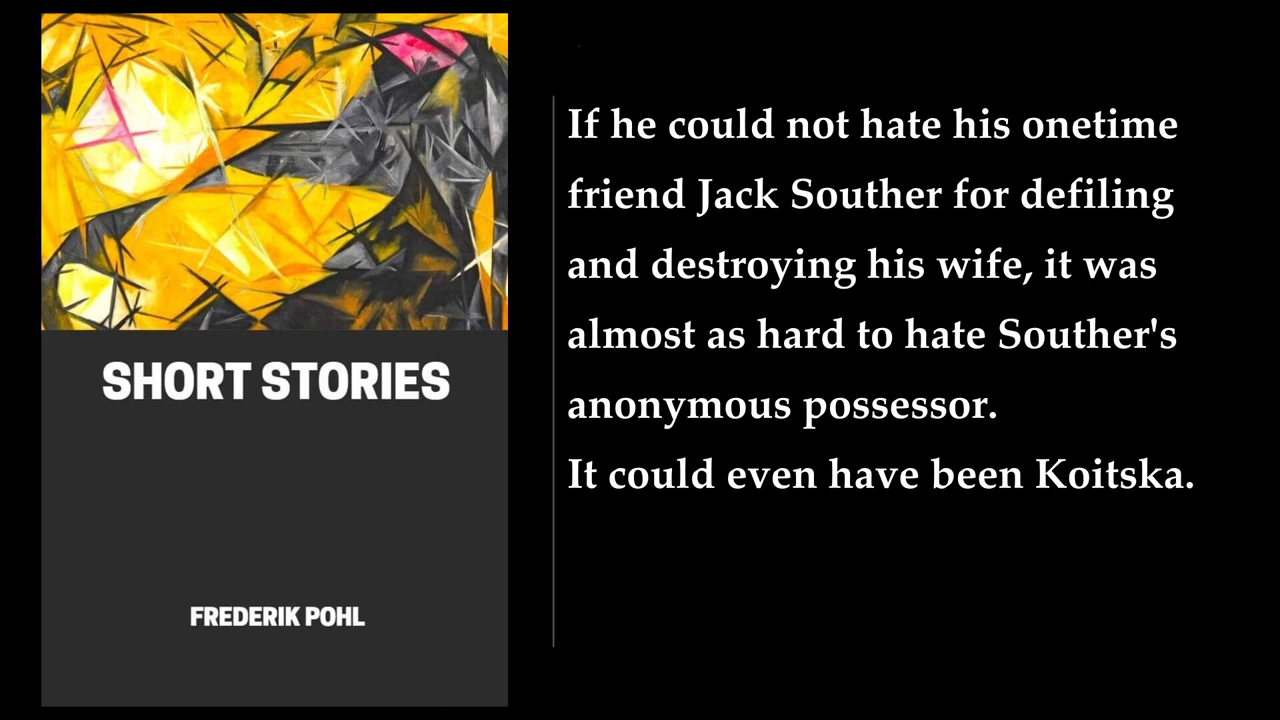 SHORT STORIES
FREDERIK POHL
If he could not hate his onetime
friend Jack Souther for defiling
and destroying his wife, it was
almost as hard to hate Souther's
anonymous possessor.
It could even have been Koitska.